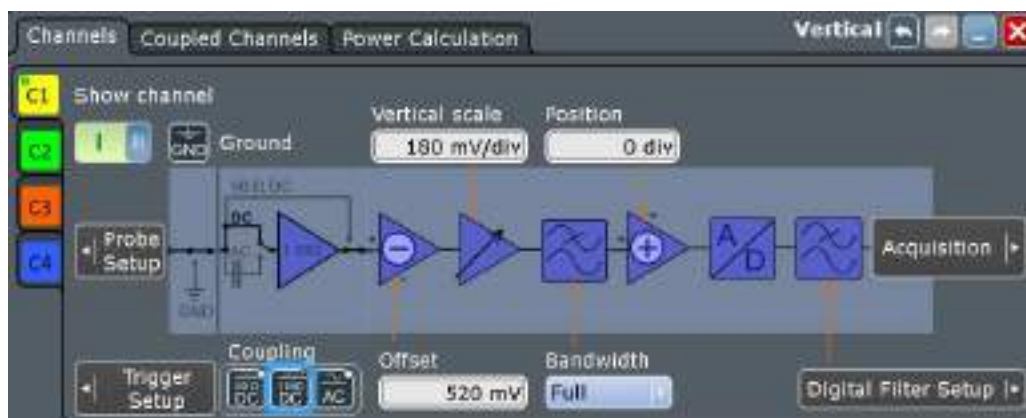 Channels Coupled Channels Power Calculation Vertical
C1 Show channel
Vertical scale Position
C2 GND Ground 180 mV/div 0 div
C3
DC
Probe Setup
AC
A/D
Acquisition
C4
GND
Coupling Offset Bandwidth
Trigger Setup
DC DC AC 520 mV Full Digital Filter Setup